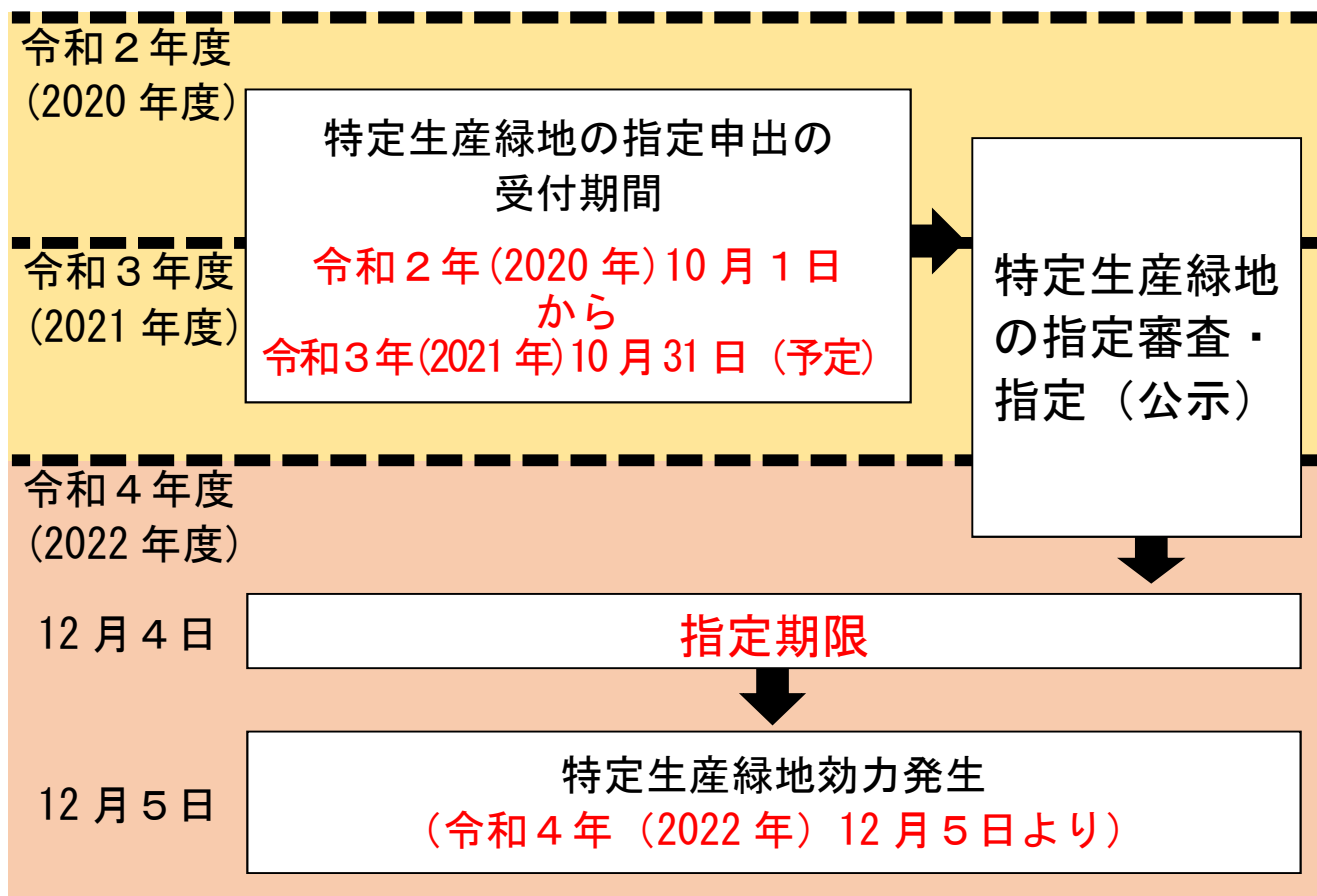 令和２年度
(2020 年度)
特定生産緑地の指定申出の
受付期間
令和２年(2020 年)10 月１日
から
令和３年(2021 年)10 月 31 日（予定）
特定生産緑地
の指定審査・
指定（公示）
令和３年度
(2021 年度)
令和４年度
(2022 年度)
12 月４日
指定期限
12 月５日
特定生産緑地効力発生
（令和４年（2022 年）12 月５日より）